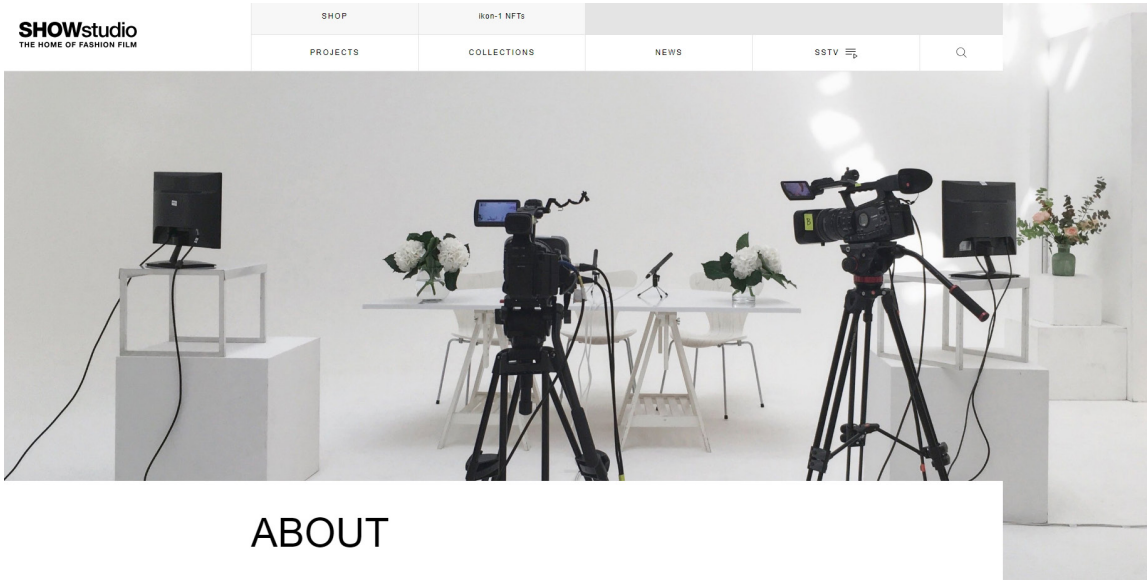 SHOWstudio
THE HOME OF FASHION FILM
SHOP
ikon-1 NFTs
PROJECTS
COLLECTIONS
NEWS
SSTV
ABOUT